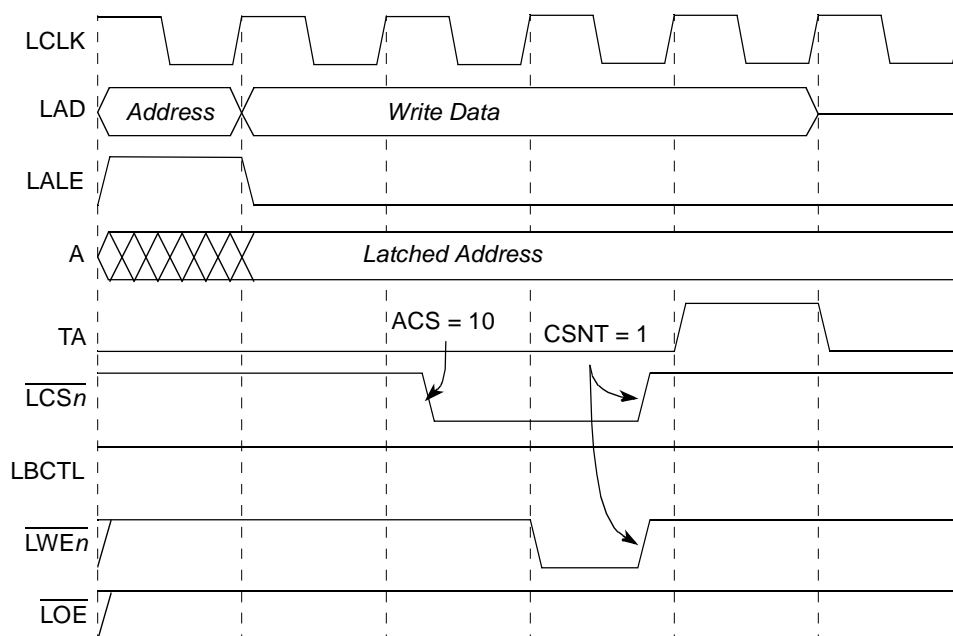 LCLK
LAD Address Write Data
LALE
A Latched Address
ACS = 10 CSNT = 1
TA
LCSn
LBCTL
LWEn
LOE